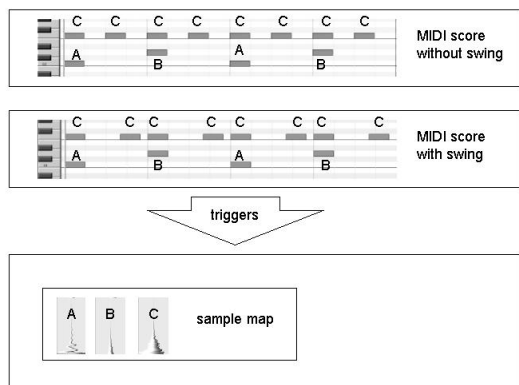 C C C C C C C C
A A
B B
MIDI score
without swing
C C C C C C C C
A A
B B
MIDI score
with swing
triggers
A B C
sample map